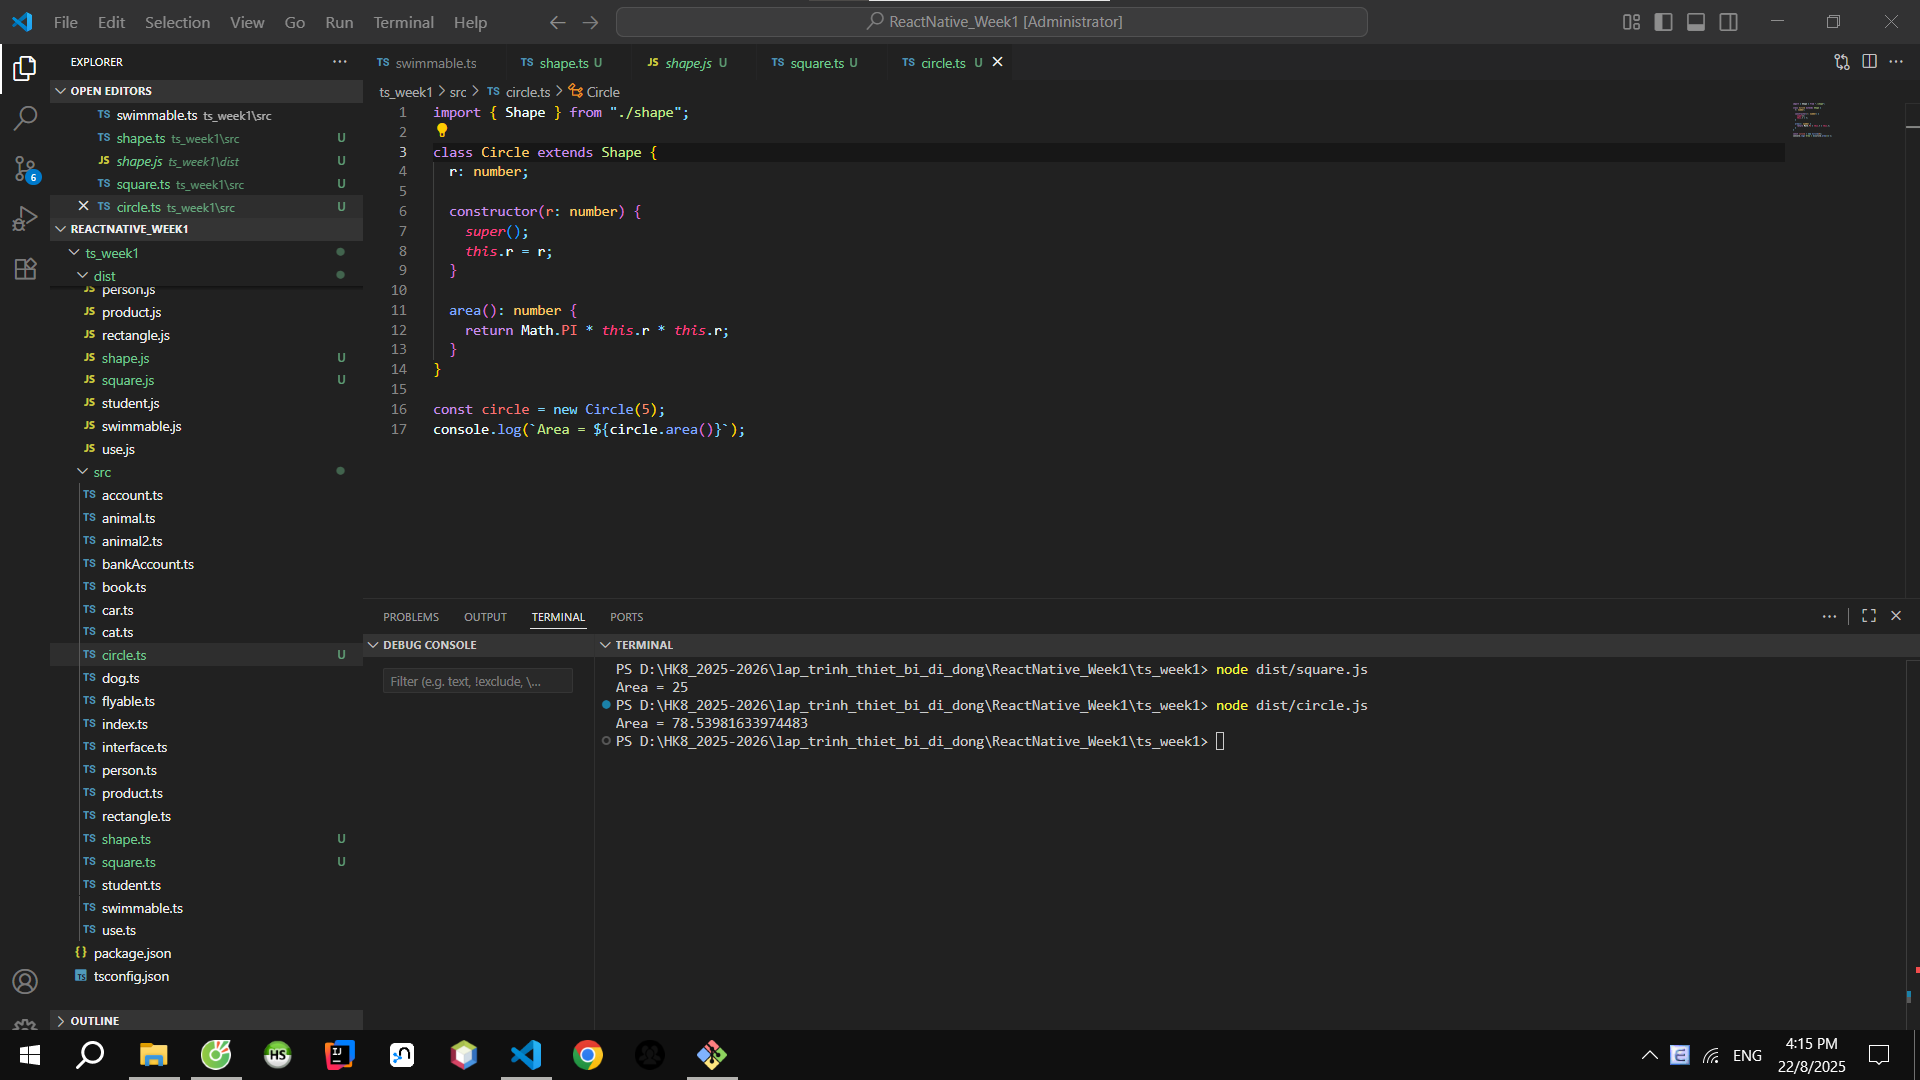 File Edit Selection View Go Run Terminal Help
ReactNative_Week1 [Administrator]
EXPLORER
OPEN EDITORS
TS swimmable.ts ts_week1\src
TS shape.ts ts_week1\src U
JS shape.js ts_week1\dist U
TS square.ts ts_week1\src U
TS circle.ts ts_week1\src U
6
REACTNATIVE_WEEK1
ts_week1
dist
JS person.js
JS product.js
JS rectangle.js
JS shape.js U
JS square.js U
JS student.js
JS swimmable.js
JS use.js
src
TS account.ts
TS animal.ts
TS animal2.ts
TS bankAccount.ts
TS book.ts
TS car.ts
TS cat.ts
TS circle.ts U
TS dog.ts
TS flyable.ts
TS index.ts
TS interface.ts
TS person.ts
TS product.ts
TS rectangle.ts
TS shape.ts U
TS square.ts U
TS student.ts
TS swimmable.ts
TS use.ts
{} package.json
TS tsconfig.json
OUTLINE
TS swimmable.ts TS shape.ts U JS shape.js U TS square.ts U TS circle.ts U
ts_week1 > src > TS circle.ts > Circle
1 import { Shape } from "./shape";
2
3 class Circle extends Shape {
4 r: number;
5
6 constructor(r: number) {
7 super();
8 this.r = r;
9 }
10
11 area(): number {
12 return Math.PI * this.r * this.r;
13 }
14 }
15
16 const circle = new Circle(5);
17 console.log(`Area = ${circle.area()}`);
PROBLEMS OUTPUT TERMINAL PORTS
DEBUG CONSOLE
Filter (e.g. text, !exclude, \...
TERMINAL
PS D:\HK8_2025-2026\lap_trinh_thiet_bi_di_dong\ReactNative_Week1\ts_week1> node dist/square.js
Area = 25
PS D:\HK8_2025-2026\lap_trinh_thiet_bi_di_dong\ReactNative_Week1\ts_week1> node dist/circle.js
Area = 78.53981633974483
PS D:\HK8_2025-2026\lap_trinh_thiet_bi_di_dong\ReactNative_Week1\ts_week1>
HS
IJ
n
E
ENG
4:15 PM
22/8/2025